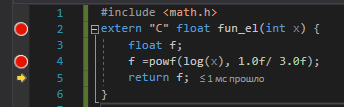 1 #include <math.h>
2 extern "C" float fun_el(int x) {
3 float f;
4 f =powf(log(x), 1.0f/ 3.0f);
5 return f; ≤ 1 мс прошло
6 }